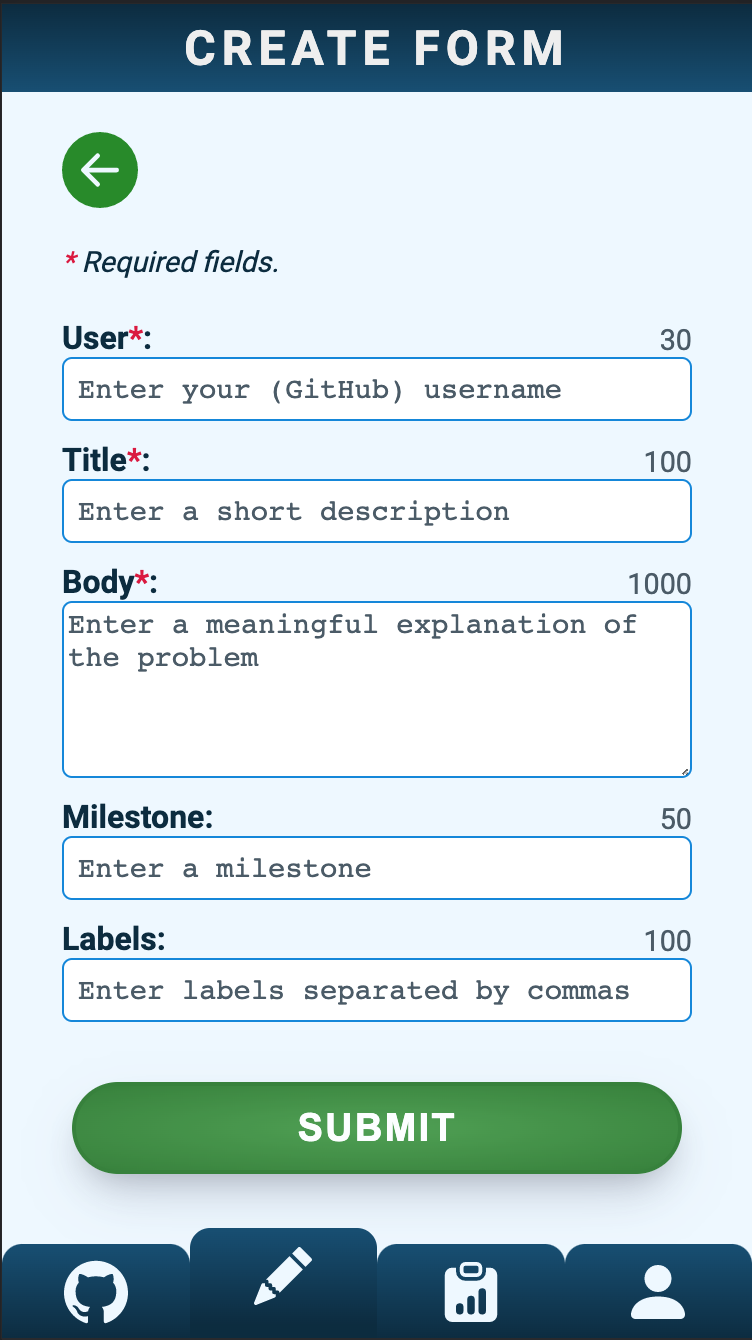 CREATE FORM
* Required fields.
User*: 30
Enter your (GitHub) username
Title*: 100
Enter a short description
Body*: 1000
Enter a meaningful explanation of
the problem
Milestone: 50
Enter a milestone
Labels: 100
Enter labels separated by commas
SUBMIT